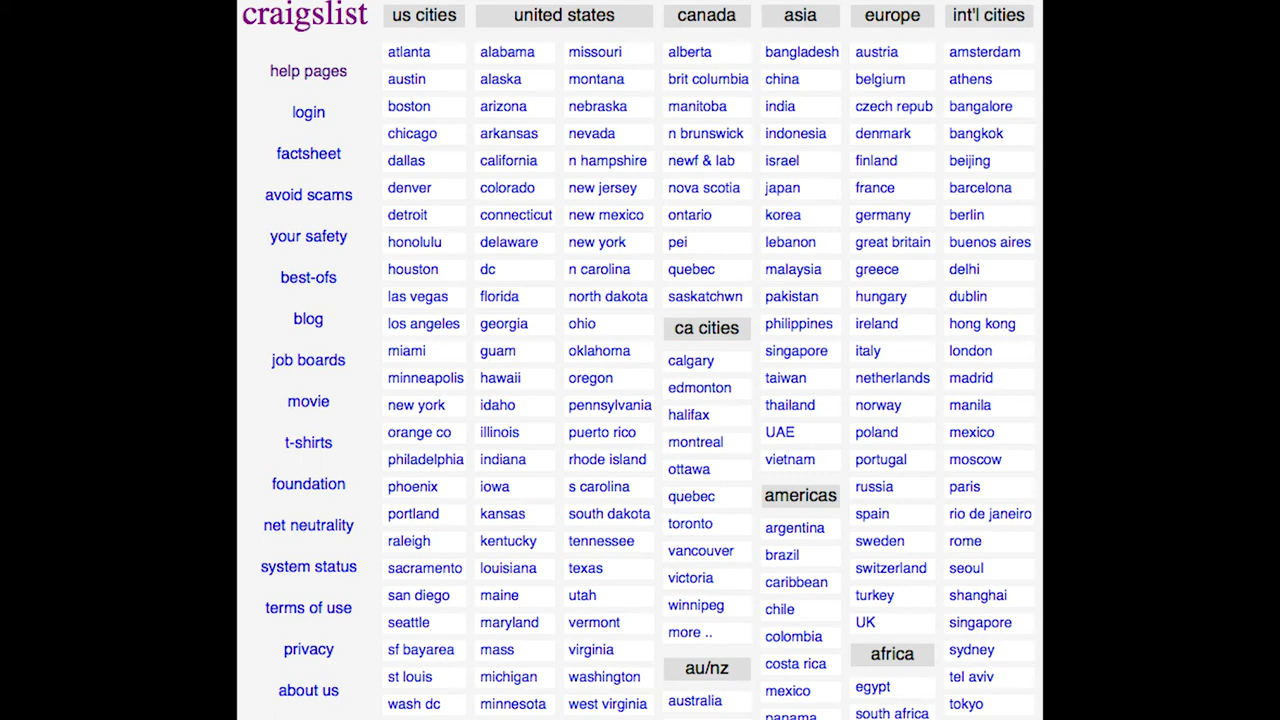 craigslist
help pages
login
factsheet
avoid scams
your safety
best-ofs
blog
job boards
movie
t-shirts
foundation
net neutrality
system status
terms of use
privacy
about us
us cities
atlanta
austin
boston
chicago
dallas
denver
detroit
honolulu
houston
las vegas
los angeles
miami
minneapolis
new york
orange co
philadelphia
phoenix
portland
raleigh
sacramento
san diego
seattle
sf bayarea
st louis
wash dc
united states
alabama
alaska
arizona
arkansas
california
colorado
connecticut
delaware
dc
florida
georgia
guam
hawaii
idaho
illinois
indiana
iowa
kansas
kentucky
louisiana
maine
maryland
mass
michigan
minnesota
missouri
montana
nebraska
nevada
n hampshire
new jersey
new mexico
new york
n carolina
north dakota
ohio
oklahoma
oregon
pennsylvania
puerto rico
rhode island
s carolina
south dakota
tennessee
texas
utah
vermont
virginia
washington
west virginia
canada
alberta
brit columbia
manitoba
n brunswick
newf & lab
nova scotia
ontario
pei
quebec
saskatchwn
ca cities
calgary
edmonton
halifax
montreal
ottawa
quebec
toronto
vancouver
victoria
winnipeg
more ..
au/nz
australia
asia
bangladesh
china
india
indonesia
israel
japan
korea
lebanon
malaysia
pakistan
philippines
singapore
taiwan
thailand
UAE
vietnam
americas
argentina
brazil
caribbean
chile
colombia
costa rica
mexico
panama
europe
austria
belgium
czech repub
denmark
finland
france
germany
great britain
greece
hungary
ireland
italy
netherlands
norway
poland
portugal
russia
spain
sweden
switzerland
turkey
UK
africa
egypt
south africa
int'l cities
amsterdam
athens
bangalore
bangkok
beijing
barcelona
berlin
buenos aires
delhi
dublin
hong kong
london
madrid
manila
mexico
moscow
paris
rio de janeiro
rome
seoul
shanghai
singapore
sydney
tel aviv
tokyo